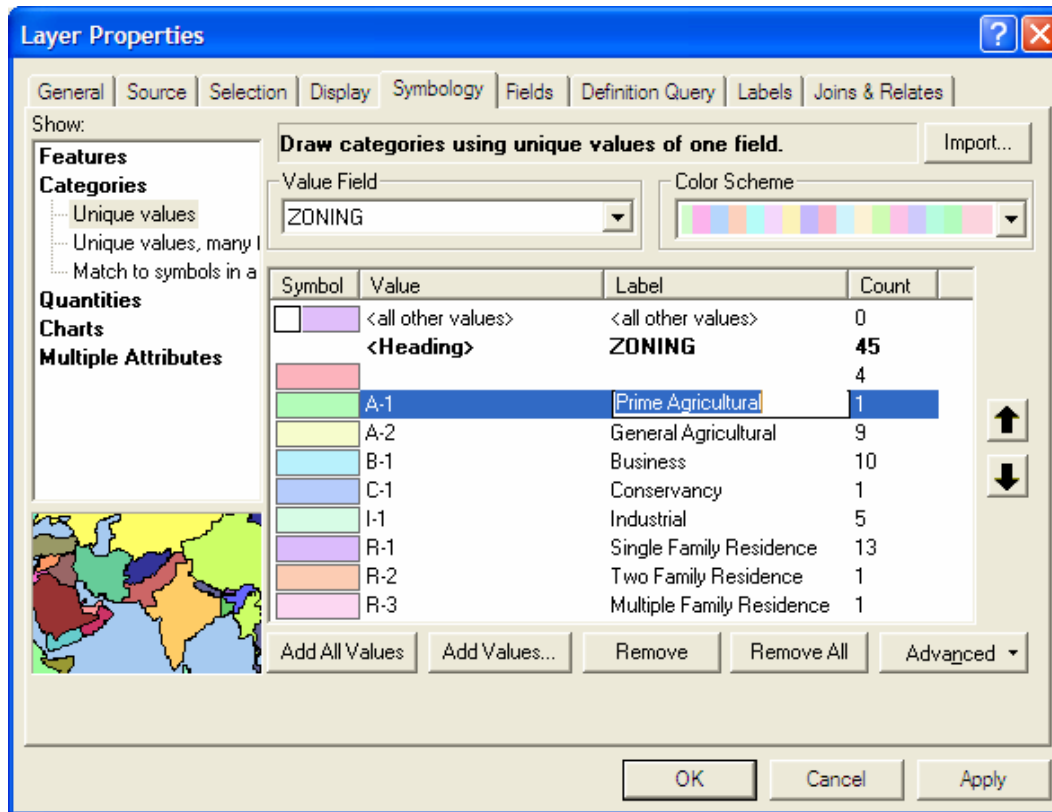 Layer Properties
General Source Selection Display Symbology Fields Definition Query Labels Joins & Relates
Show:
Features
Categories
Unique values
Unique values, many f
Match to symbols in a
Quantities
Charts
Multiple Attributes
Draw categories using unique values of one field.
Import...
Value Field
ZONING
Color Scheme
Symbol Value Label Count
<all other values> <all other values> 0
<Heading> ZONING 45
4
A-1 Prime Agricultural 1
A-2 General Agricultural 9
B-1 Business 10
C-1 Conservancy 1
I-1 Industrial 5
R-1 Single Family Residence 13
R-2 Two Family Residence 1
R-3 Multiple Family Residence 1
Add All Values Add Values... Remove Remove All Advanced
OK Cancel Apply